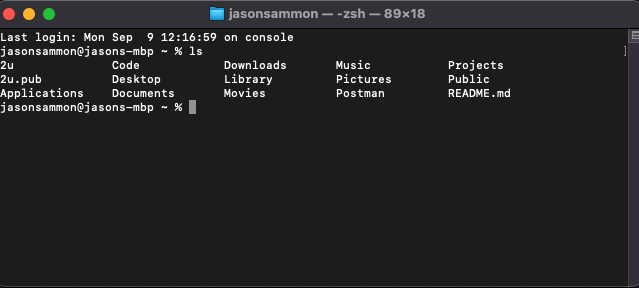 jasonsammon — -zsh — 89×18
Last login: Mon Sep  9 12:16:59 on console
jasonsammon@jasons-mbp ~ % ls
2u              Code            Downloads       Music           Projects
2u.pub          Desktop         Library         Pictures        Public
Applications    Documents       Movies          Postman         README.md
jasonsammon@jasons-mbp ~ %